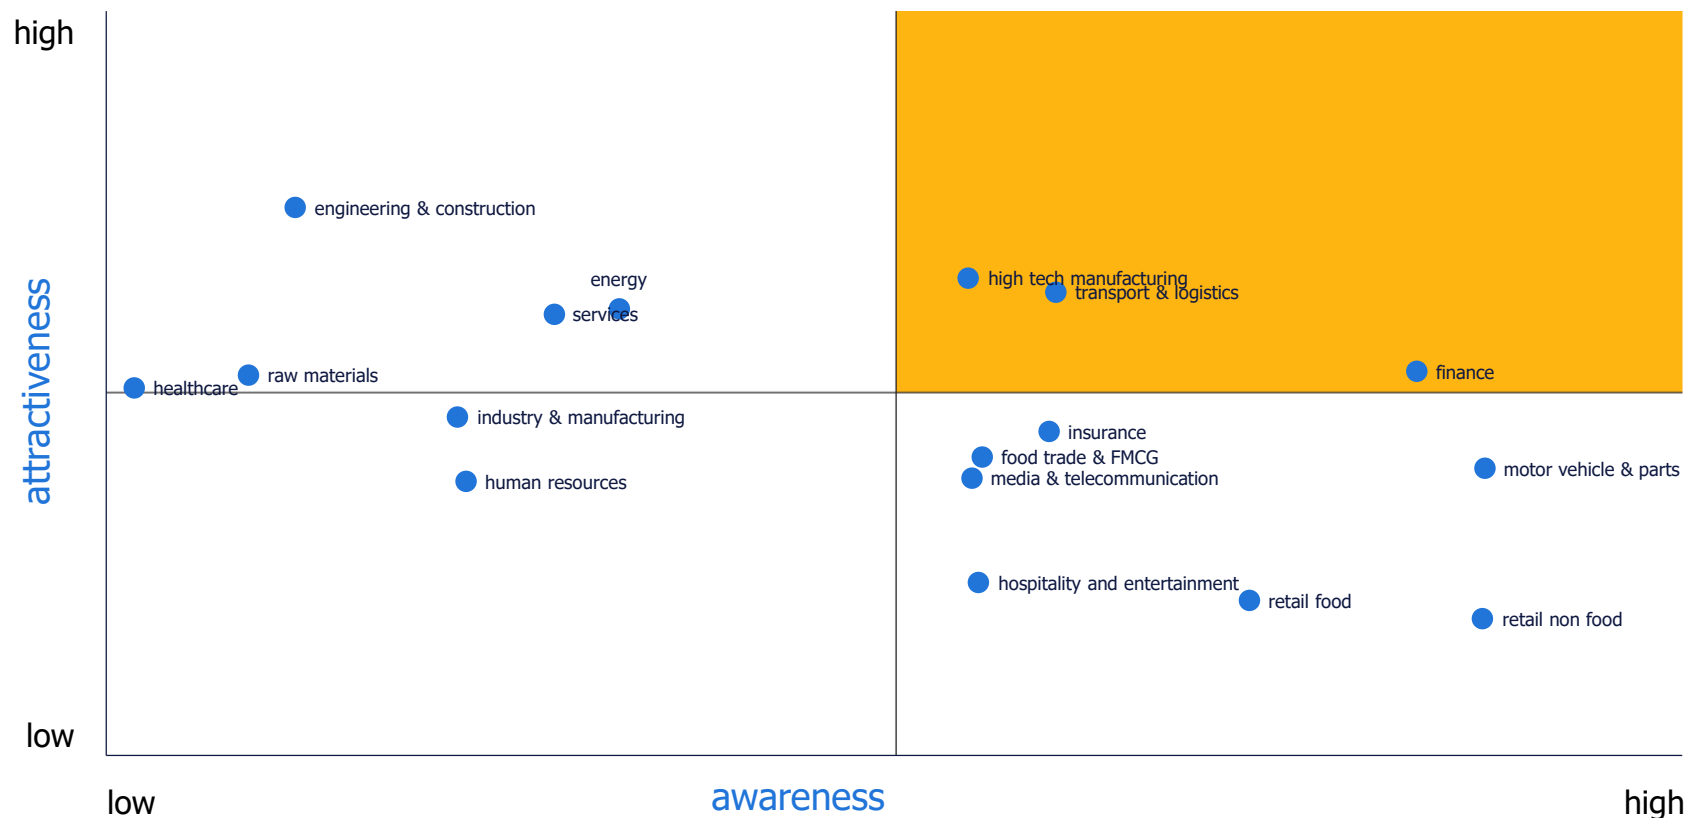 high
engineering & construction
energy
high tech manufacturing
transport & logistics
services
attractiveness
finance
raw materials
healthcare
industry & manufacturing
insurance
food trade & FMCG
motor vehicle & parts
media & telecommunication
human resources
hospitality and entertainment
retail food
retail non food
low
low
awareness
high